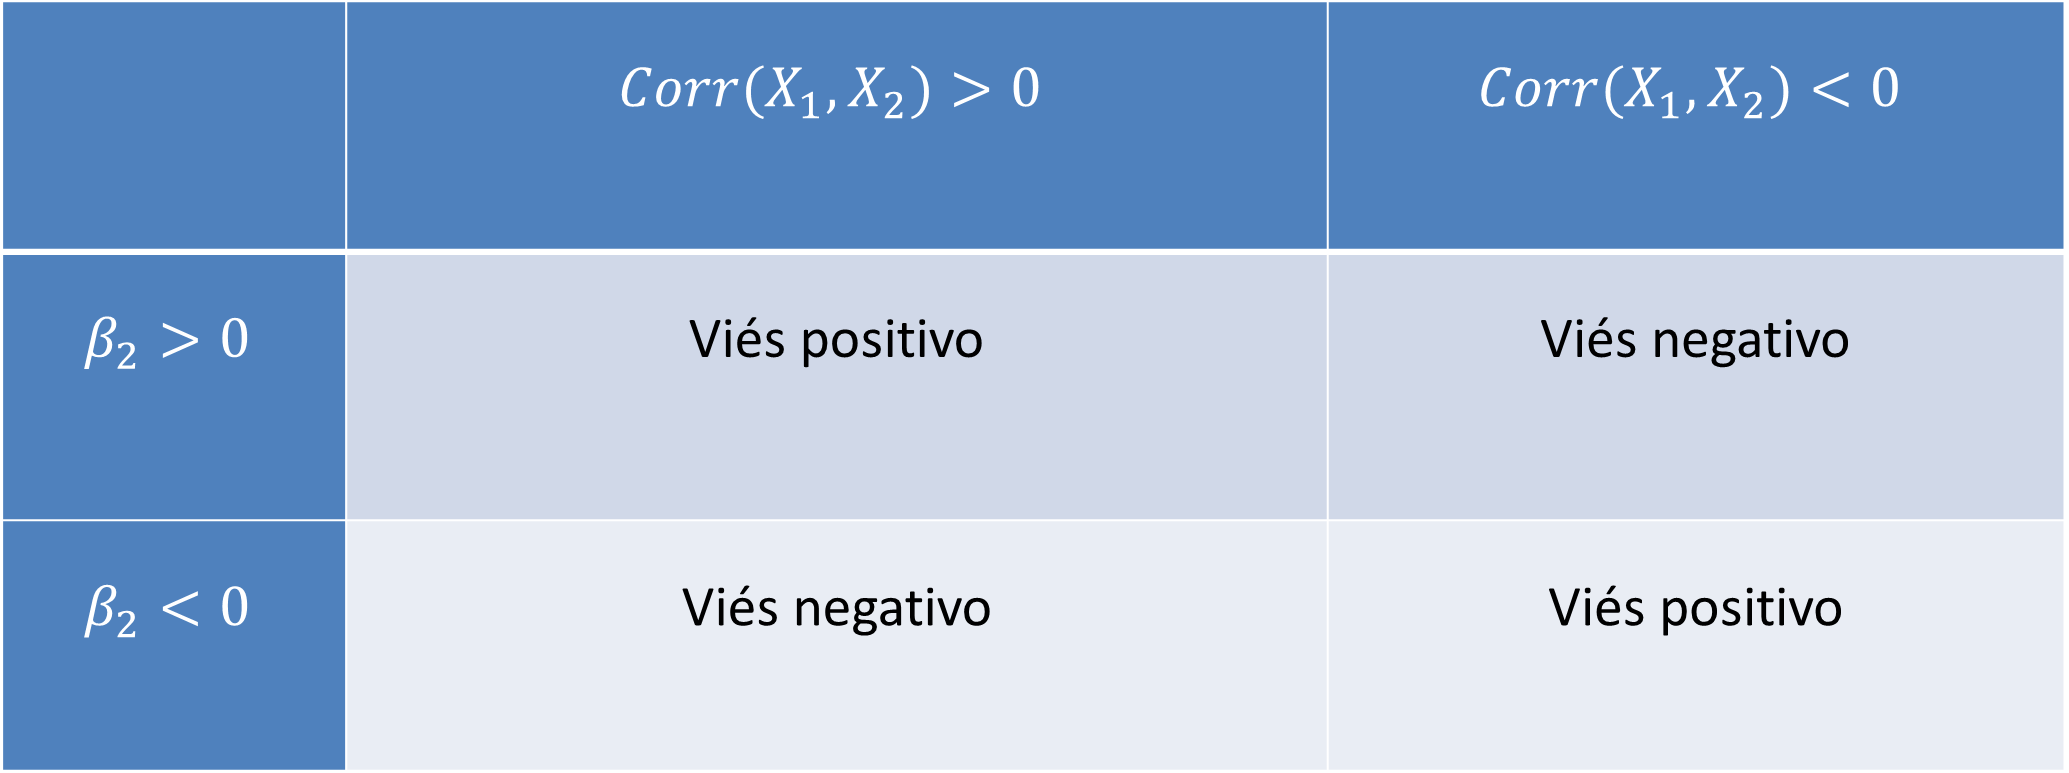 Corr(X₁, X₂) > 0
Corr(X₁, X₂) < 0
β₂ > 0
Viés positivo
Viés negativo
β₂ < 0
Viés negativo
Viés positivo